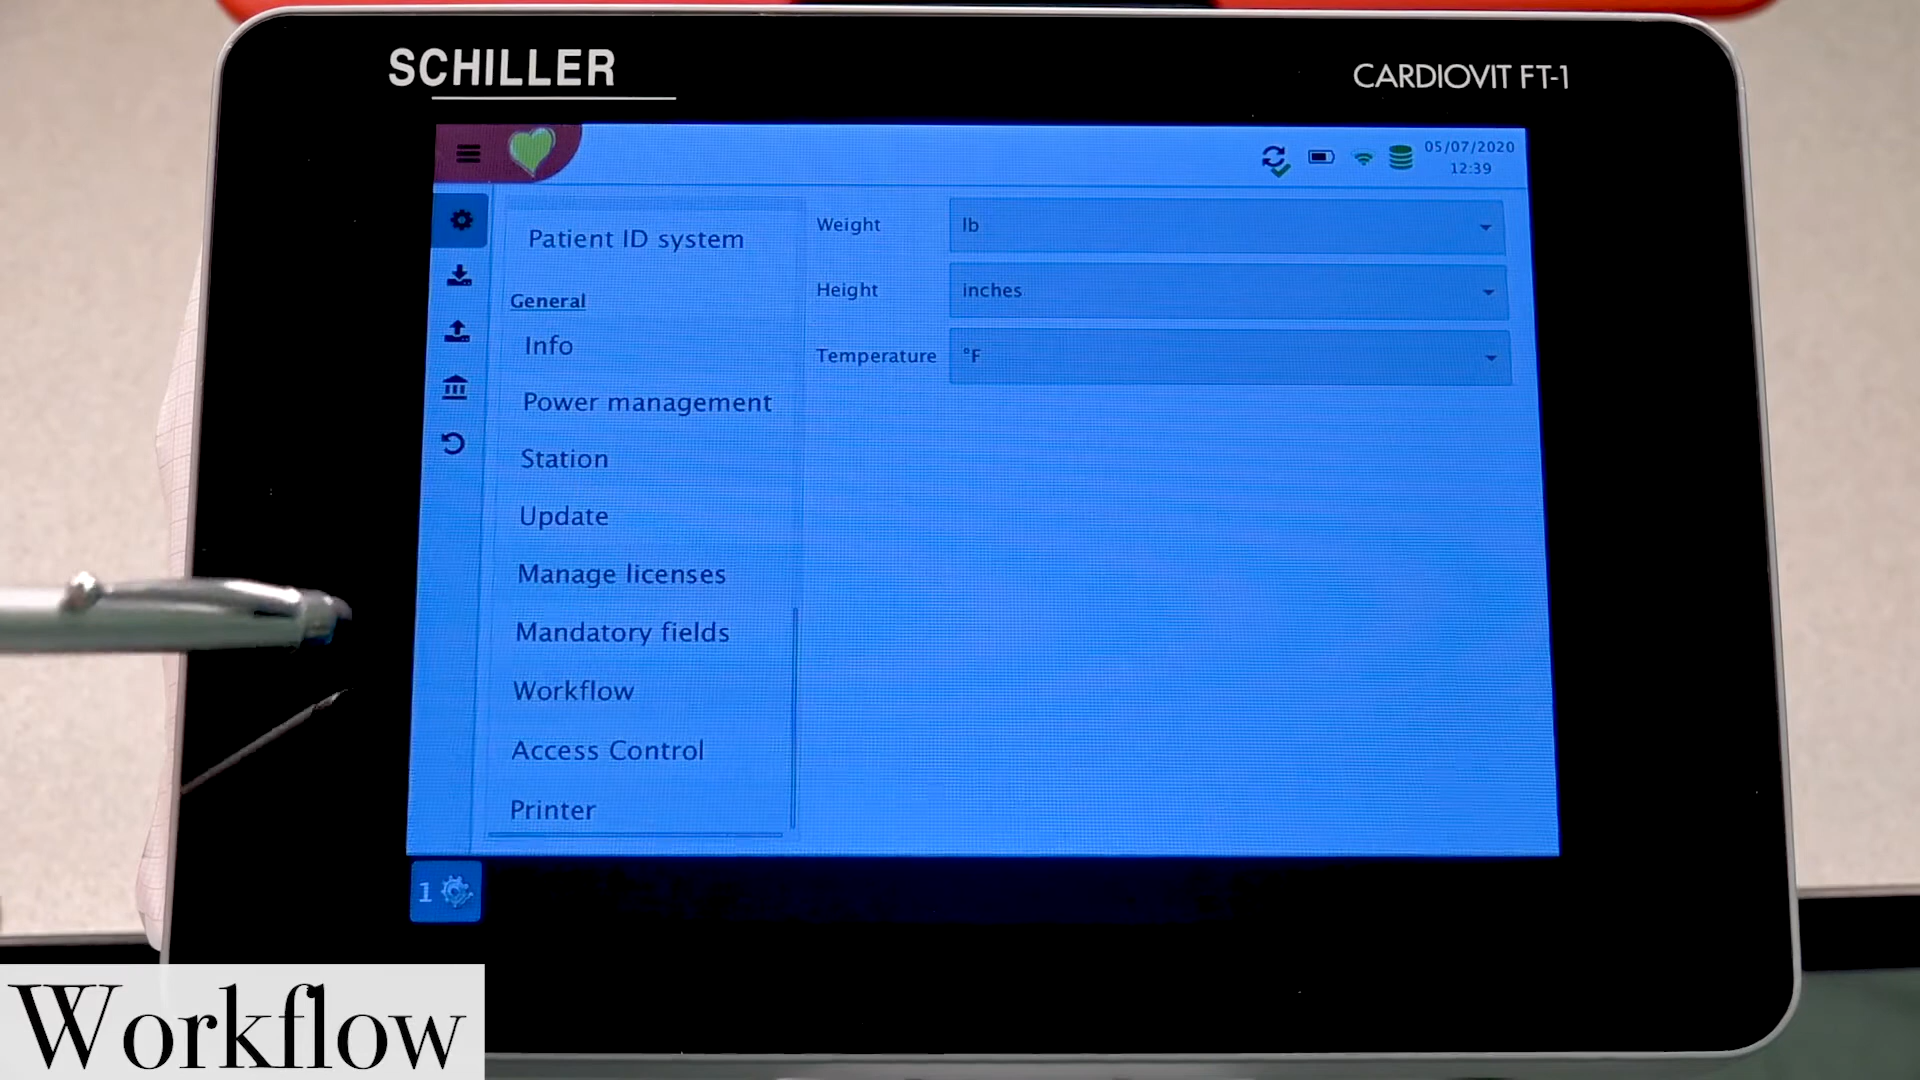 SCHILLER
CARDIOVIT FT-1
05/07/2020
12:39
Patient ID system
General
Info
Power management
Station
Update
Manage licenses
Mandatory fields
Workflow
Access Control
Printer
Weight
lb
Height
inches
Temperature
°F
1
Workflow